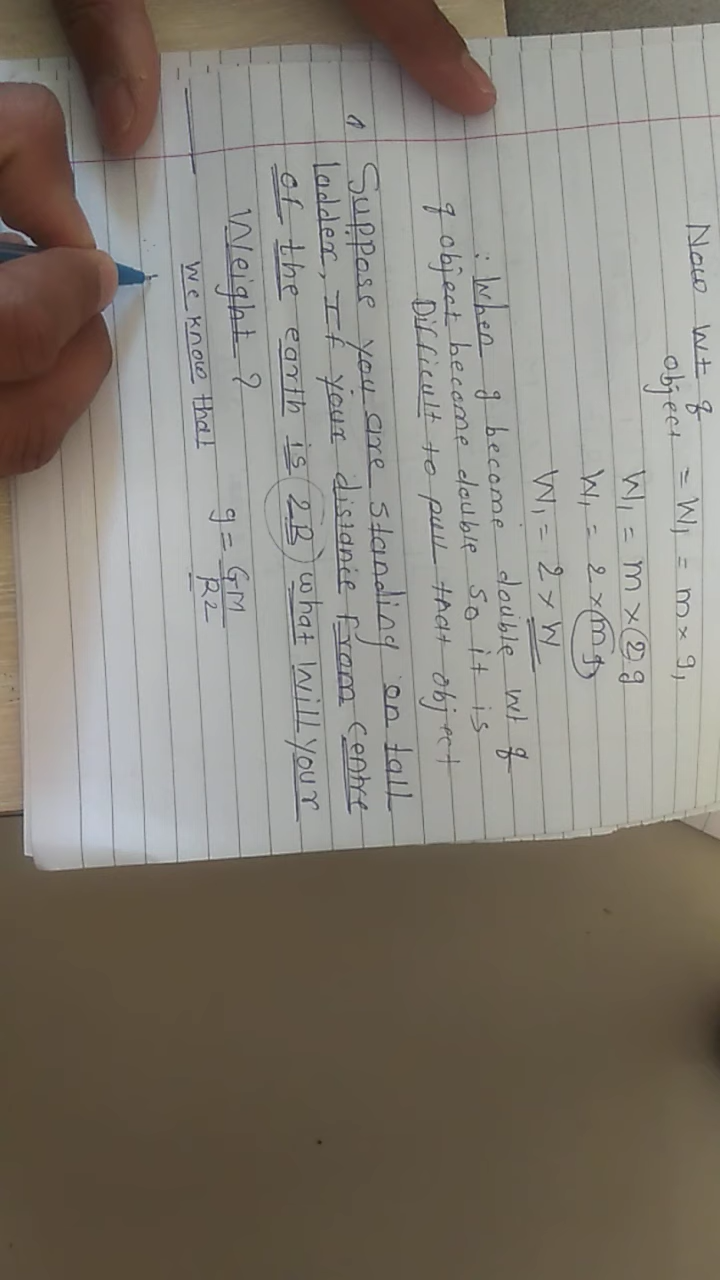 Now wt of
object = W₁ = m × g₁
W₁ = m × 2g
W₁ = 2 × mg
W₁ = 2 × W
∴ When g become double wt of
of object become double so it is
Difficult to pull that object
Suppose you are standing on tall
ladder, If your distance from centre
of the earth is 2R what will your
Weight ?
we know that g = GM
R2